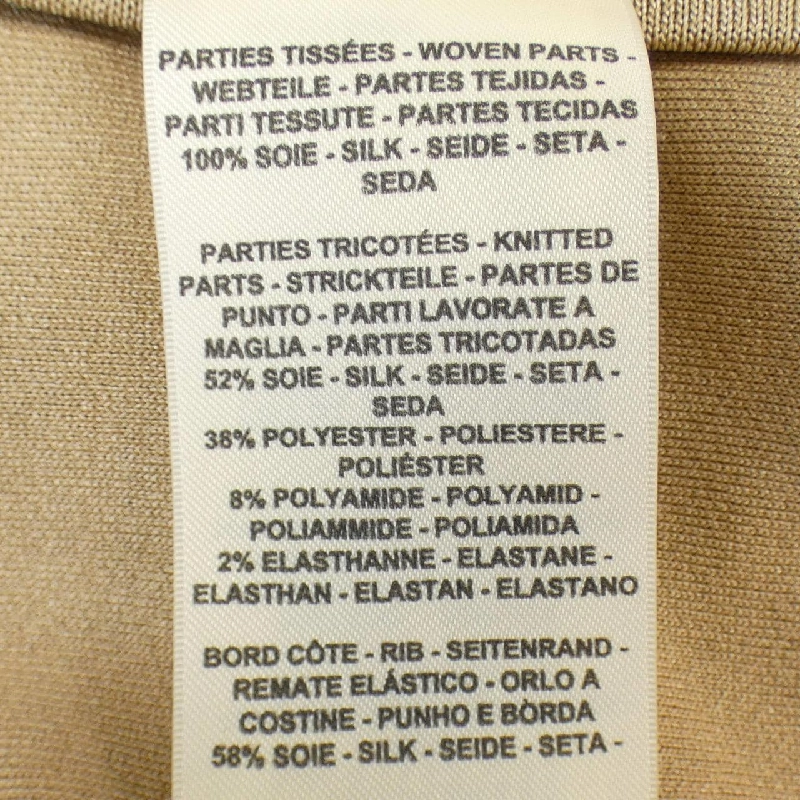 PARTIES TISSÉES - WOVEN PARTS -
WEBTEILE - PARTES TEJIDAS -
PARTI TESSUTE - PARTES TECIDAS
100% SOIE - SILK - SEIDE - SETA -
SEDA
PARTIES TRICOTÉES - KNITTED
PARTS - STRICKTEILE - PARTES DE
PUNTO - PARTI LAVORATE A
MAGLIA - PARTES TRICOTADAS
52% SOIE - SILK - SEIDE - SETA -
SEDA
38% POLYESTER - POLIESTERE -
POLIÉSTER
8% POLYAMIDE - POLYAMID -
POLIAMMIDE - POLIAMIDA
2% ELASTHANNE - ELASTANE -
ELASTHAN - ELASTAN - ELASTANO
BORD CÔTE - RIB - SEITENRAND -
REMATE ELÁSTICO - ORLO A
COSTINE - PUNHO E BÒRDA
58% SOIE - SILK - SEIDE - SETA -